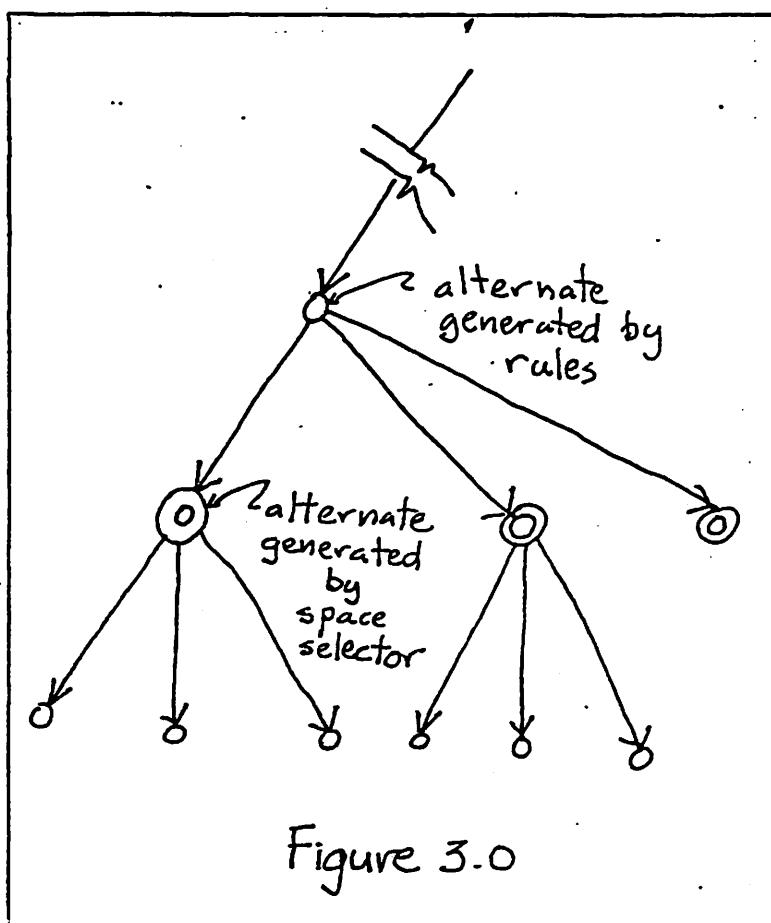 alternate
generated by
rules
alternate
generated
by
space
selector
Figure 3.0